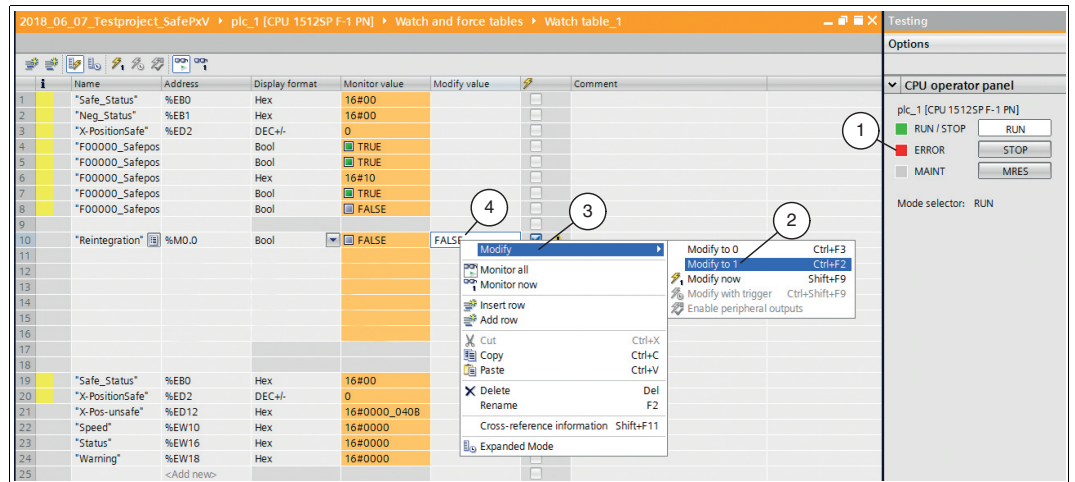 2018_06_07_Testproject_SafePxV ▸ plc_1 [CPU 1512SP F-1 PN] ▸ Watch and force tables ▸ Watch table_1
Testing
Options
CPU operator panel
plc_1 [CPU 1512SP F-1 PN]
RUN / STOP RUN
ERROR STOP
MAINT MRES
Mode selector: RUN
i Name Address Display format Monitor value Modify value Comment
1 "Safe_Status" %EB0 Hex 16#00
2 "Neg_Status" %EB1 Hex 16#00
3 "X-PositionSafe" %ED2 DEC+/- 0
4 "F00000_Safepos Bool TRUE
5 "F00000_Safepos Bool TRUE
6 "F00000_Safepos Hex 16#10
7 "F00000_Safepos Bool TRUE
8 "F00000_Safepos Bool FALSE
9
10 "Reintegration" %M0.0 Bool FALSE FALSE
11
12
13
14
15
16
17
18
19 "Safe_Status" %EB0 Hex 16#00
20 "X-PositionSafe" %ED2 DEC+/- 0
21 "X-Pos-unsafe" %ED12 Hex 16#0000_040B
22 "Speed" %EW10 Hex 16#0000
23 "Status" %EW16 Hex 16#0000
24 "Warning" %EW18 Hex 16#0000
25 <Add new>
Modify
Monitor all
Monitor now
Insert row
Add row
Cut Ctrl+X
Copy Ctrl+C
Paste Ctrl+V
Delete Del
Rename F2
Cross-reference information Shift+F11
Expanded Mode
Modify to 0 Ctrl+F3
Modify to 1 Ctrl+F2
Modify now Shift+F9
Modify with trigger Ctrl+Shift+F9
Enable peripheral outputs
1
2
3
4